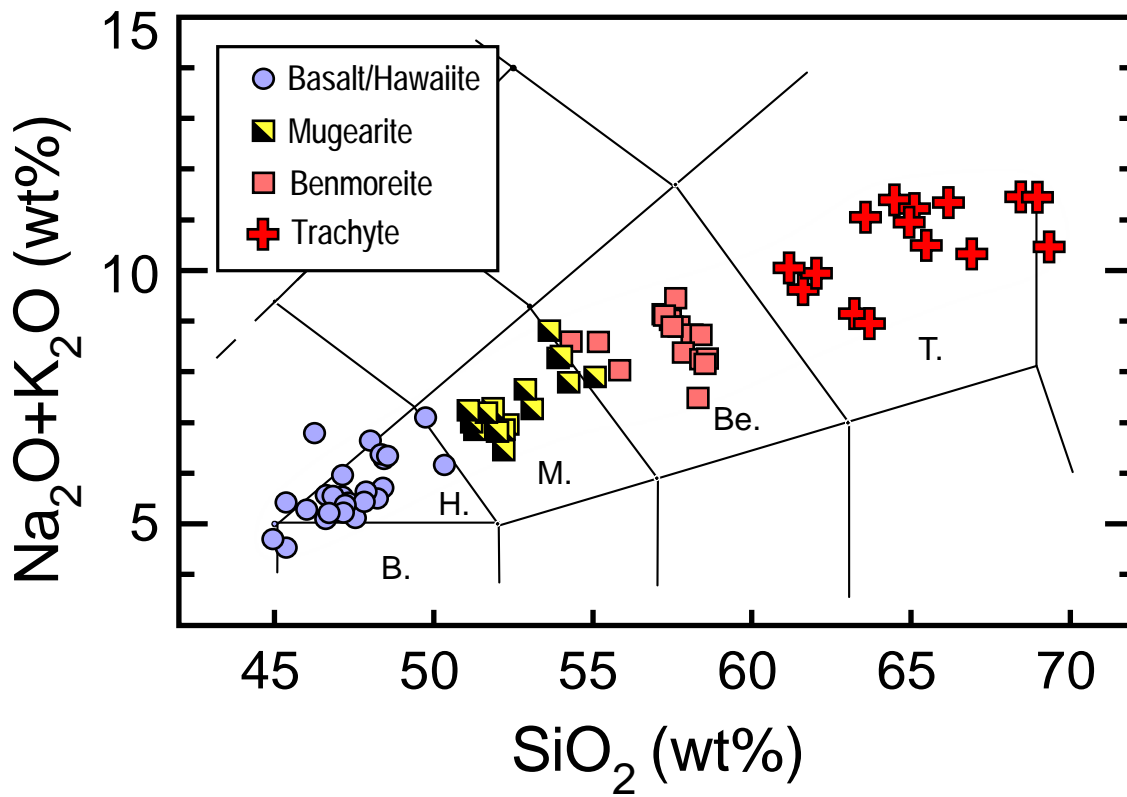 15
Basalt/Hawaiite
Mugearite
Benmoreite
Trachyte
Na₂O+K₂O (wt%)
10
T.
Be.
M.
H.
5
B.
45 50 55 60 65 70
SiO₂ (wt%)